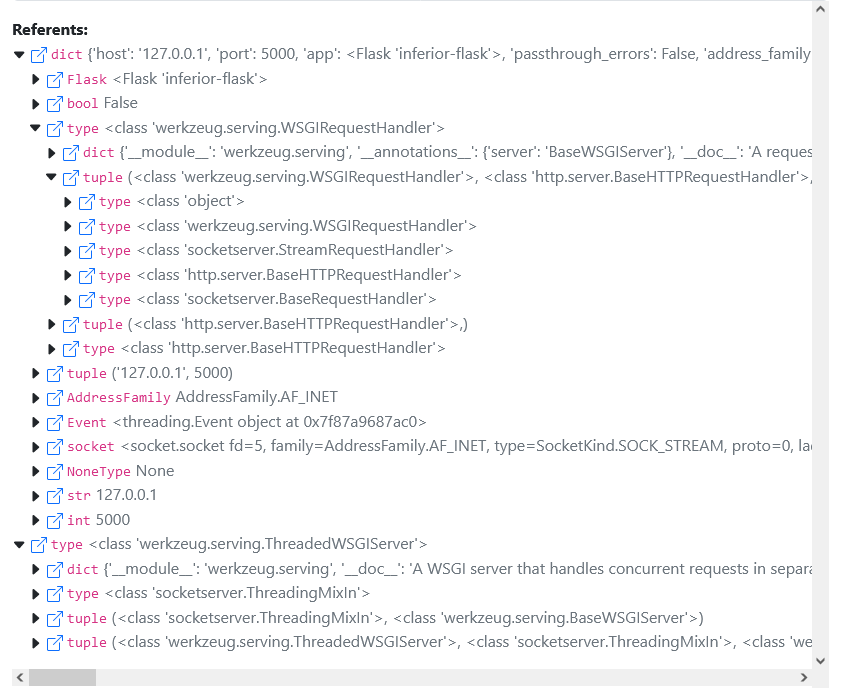 Referents:
dict {'host': '127.0.0.1', 'port': 5000, 'app': <Flask 'inferior-flask'>, 'passthrough_errors': False, 'address_family
Flask <Flask 'inferior-flask'>
bool False
type <class 'werkzeug.serving.WSGIRequestHandler'>
dict {'__module__': 'werkzeug.serving', '__annotations__': {'server': 'BaseWSGIServer'}, '__doc__': 'A reques
tuple (<class 'werkzeug.serving.WSGIRequestHandler'>, <class 'http.server.BaseHTTPRequestHandler'>,
type <class 'object'>
type <class 'werkzeug.serving.WSGIRequestHandler'>
type <class 'socketserver.StreamRequestHandler'>
type <class 'http.server.BaseHTTPRequestHandler'>
type <class 'socketserver.BaseRequestHandler'>
tuple (<class 'http.server.BaseHTTPRequestHandler'>,)
type <class 'http.server.BaseHTTPRequestHandler'>
tuple ('127.0.0.1', 5000)
AddressFamily AddressFamily.AF_INET
Event <threading.Event object at 0x7f87a9687ac0>
socket <socket.socket fd=5, family=AddressFamily.AF_INET, type=SocketKind.SOCK_STREAM, proto=0, lad
NoneType None
str 127.0.0.1
int 5000
type <class 'werkzeug.serving.ThreadedWSGIServer'>
dict {'__module__': 'werkzeug.serving', '__doc__': 'A WSGI server that handles concurrent requests in separa
type <class 'socketserver.ThreadingMixIn'>
tuple (<class 'socketserver.ThreadingMixIn'>, <class 'werkzeug.serving.BaseWSGIServer'>)
tuple (<class 'werkzeug.serving.ThreadedWSGIServer'>, <class 'socketserver.ThreadingMixIn'>, <class 'we